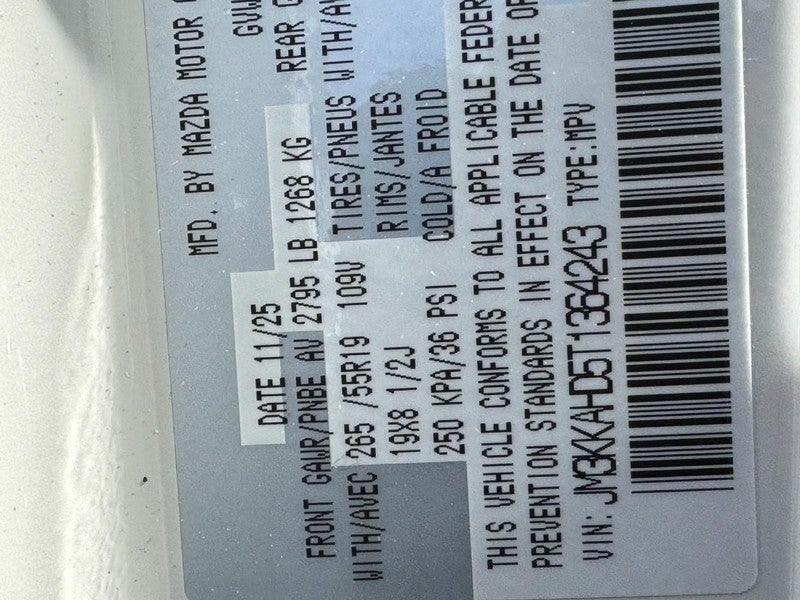 MFD. BY MAZDA MOTOR
DATE 11/25 GVW
FRONT GAWR/PNBE AV 2795 LB 1268 KG REAR
WITH/AVEC 265 /55R19 109V TIRES/PNEUS WITH/AV
19X8 1/2J RIMS/JANTES
250 KPA/36 PSI COLD/A FROID
THIS VEHICLE CONFORMS TO ALL APPLICABLE FEDER
PREVENTION STANDARDS IN EFFECT ON THE DATE OF
VIN: JM3KKAHD5T1364243 TYPE:MPV